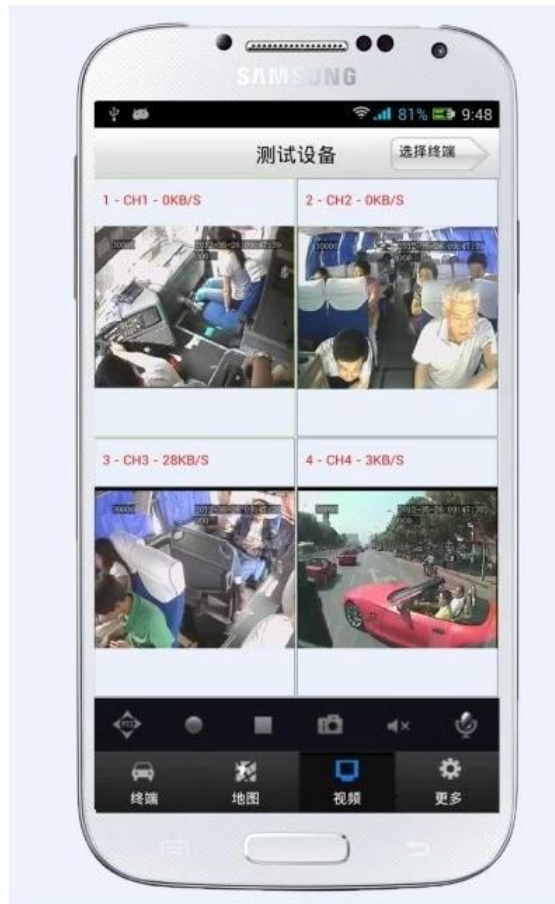 SAMSUNG
81% 9:48
测试设备
选择终端
1 - CH1 - 0KB/S
2 - CH2 - 0KB/S
3 - CH3 - 28KB/S
4 - CH4 - 3KB/S
PTZ
终端
地图
视频
更多